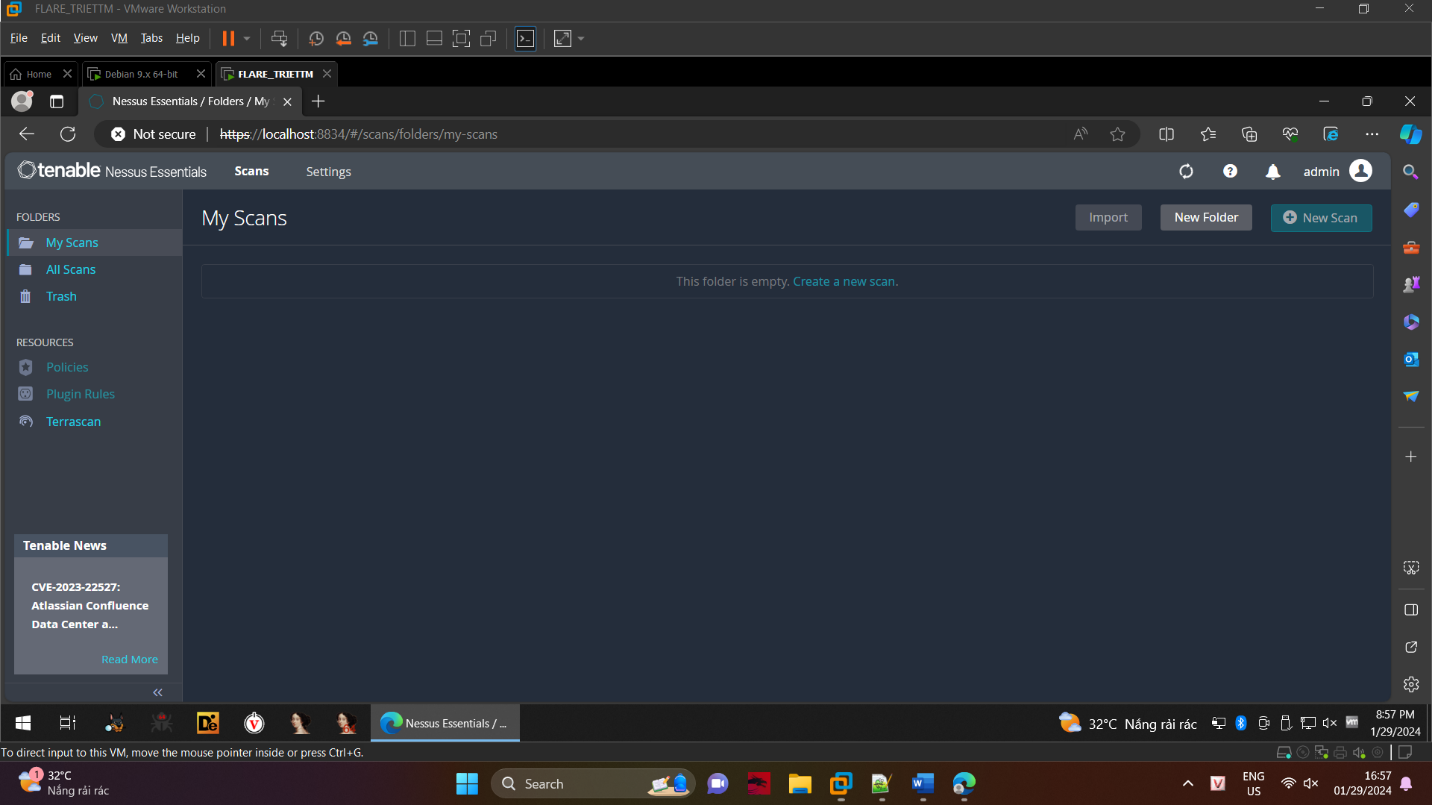 FLARE_TRIETTM - VMware Workstation
File Edit View VM Tabs Help
Home Debian 9.x 64-bit FLARE_TRIETTM
Nessus Essentials / Folders / My
Not secure https://localhost:8834/#/scans/folders/my-scans
tenable Nessus Essentials Scans Settings admin
FOLDERS
My Scans
All Scans
Trash
RESOURCES
Policies
Plugin Rules
Terrascan
My Scans Import New Folder New Scan
This folder is empty. Create a new scan.
Tenable News
CVE-2023-22527:
Atlassian Confluence
Data Center a...
Read More
Nessus Essentials / ... 32°C Nắng rải rác 8:57 PM
1/29/2024
To direct input to this VM, move the mouse pointer inside or press Ctrl+G.
1 32°C
Nắng rải rác
Search
V ENG
US
16:57
01/29/2024